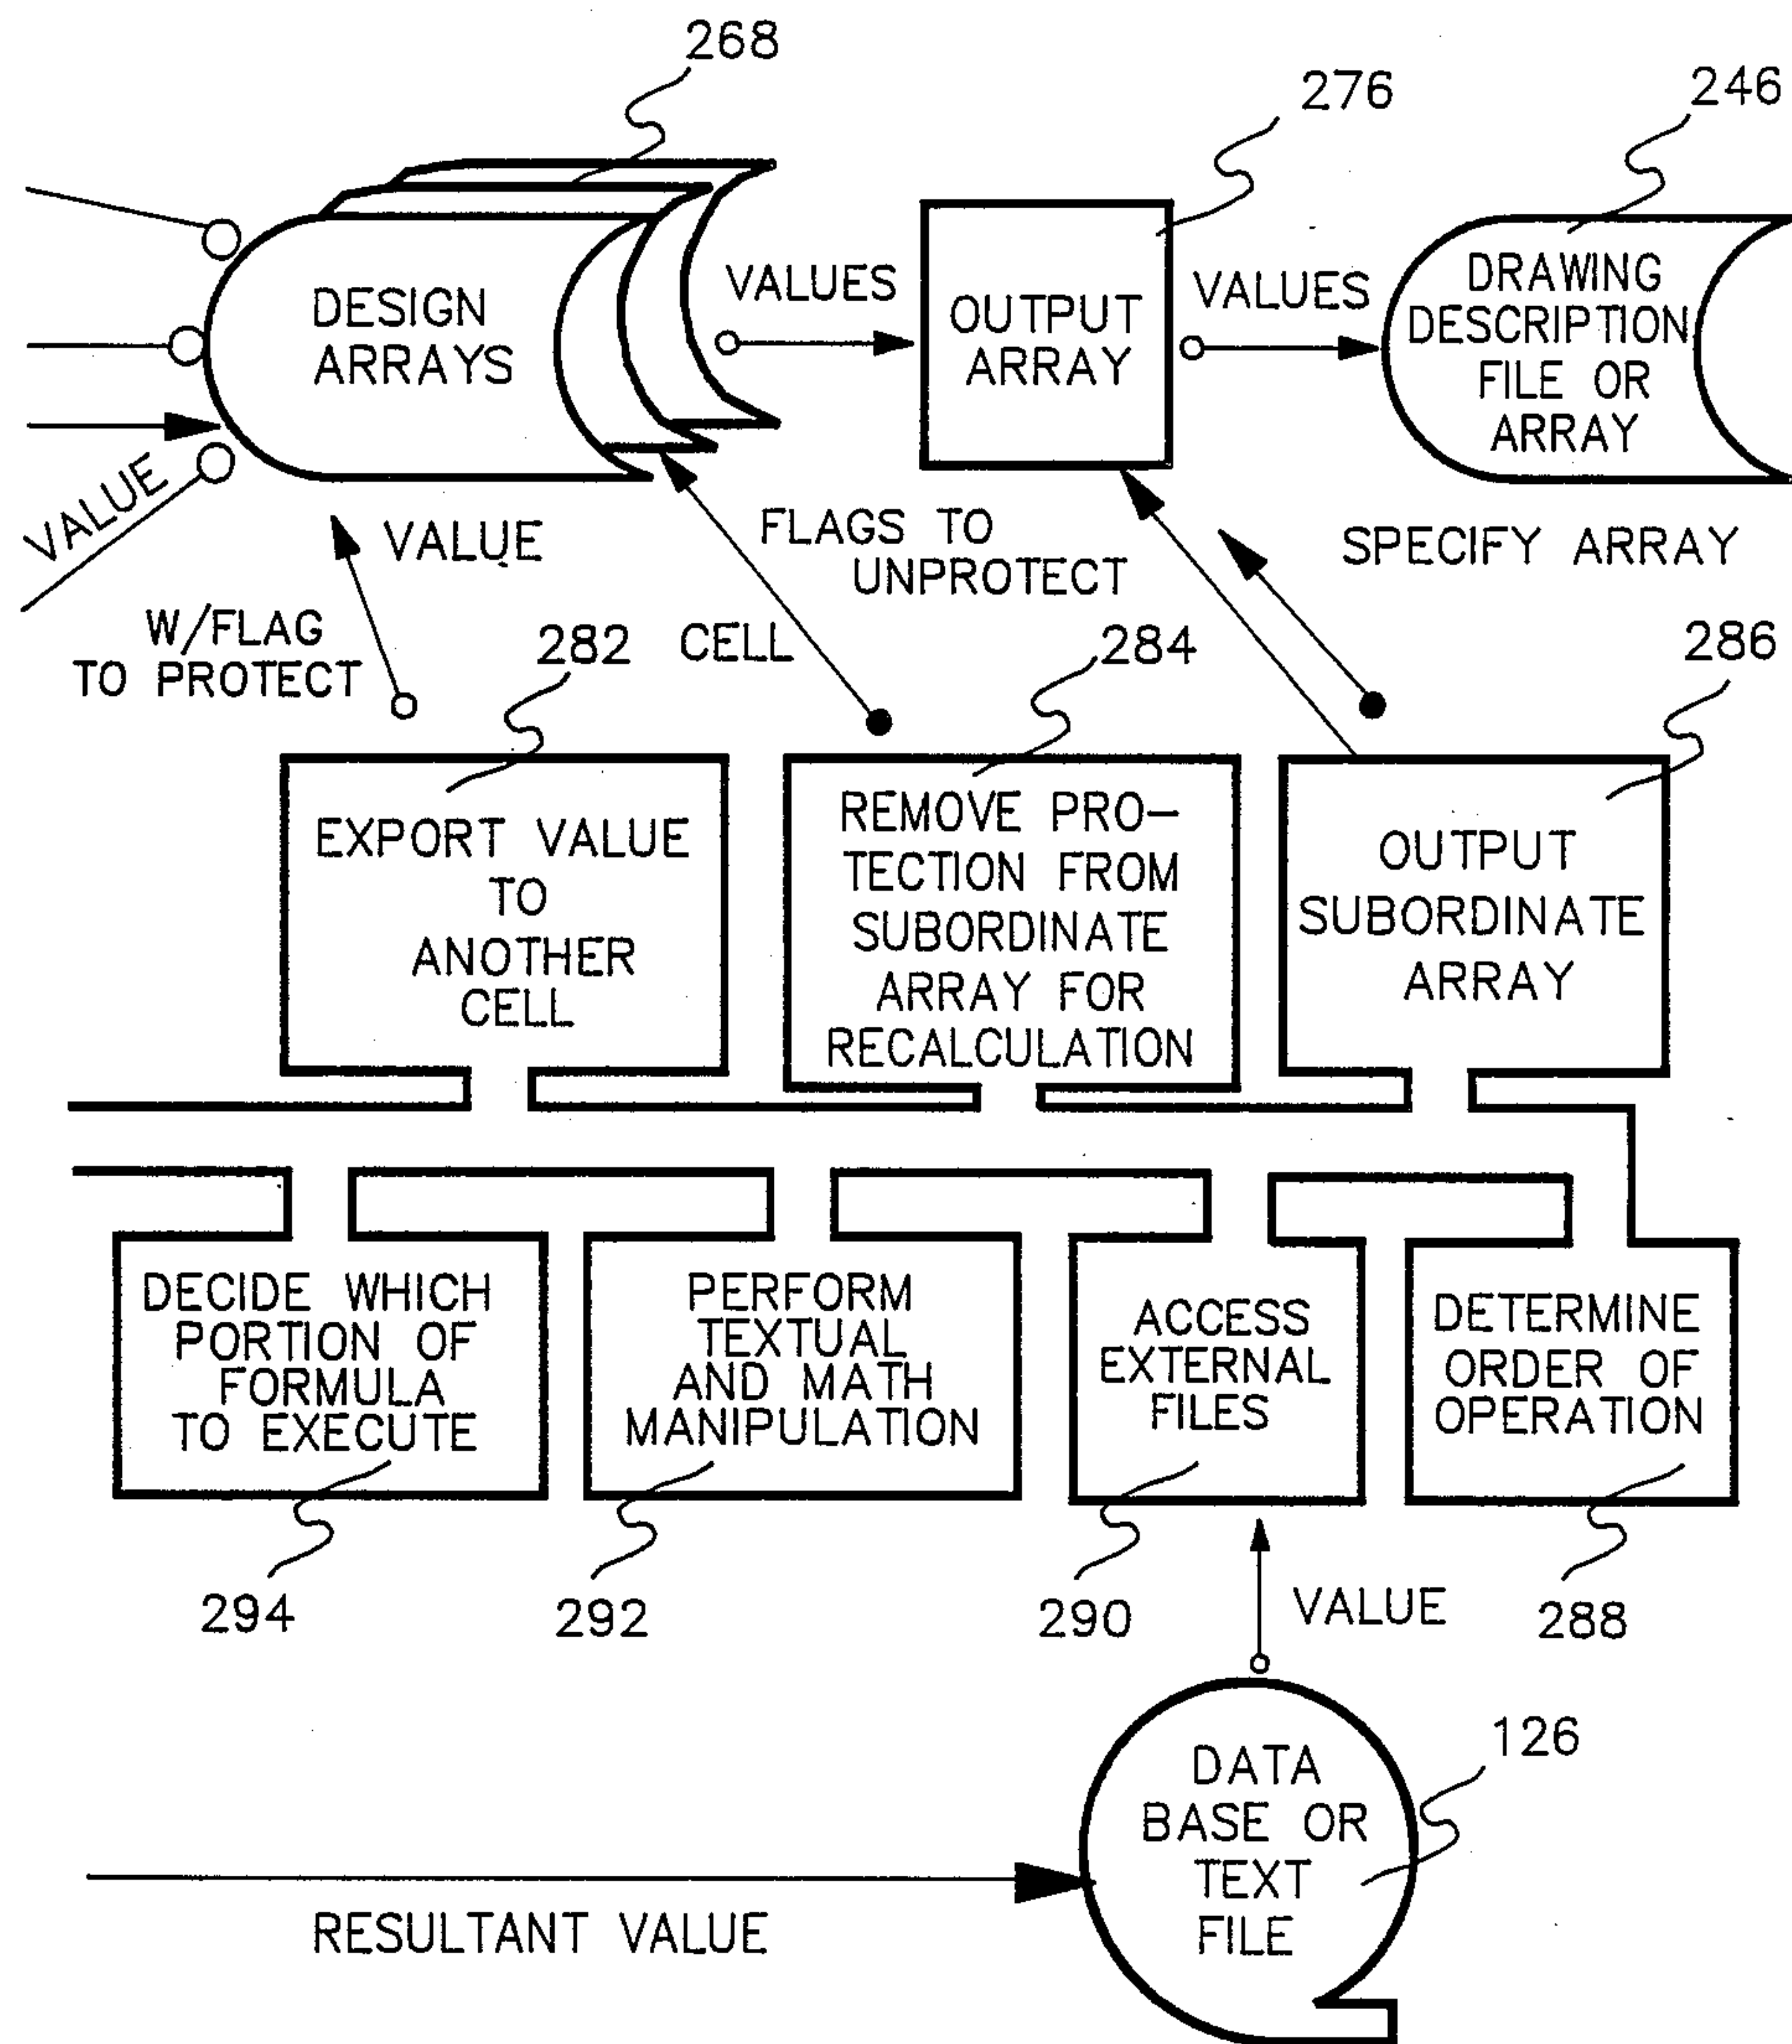 268
276
246
DESIGN
ARRAYS
VALUES
OUTPUT
ARRAY
VALUES
DRAWING
DESCRIPTION
FILE OR
ARRAY
VALUE
VALUE
FLAGS TO
UNPROTECT
SPECIFY ARRAY
W/FLAG
TO PROTECT
282
CELL
284
286
EXPORT VALUE
TO
ANOTHER
CELL
REMOVE PRO-
TECTION FROM
SUBORDINATE
ARRAY FOR
RECALCULATION
OUTPUT
SUBORDINATE
ARRAY
DECIDE WHICH
PORTION OF
FORMULA
TO EXECUTE
PERFORM
TEXTUAL
AND MATH
MANIPULATION
ACCESS
EXTERNAL
FILES
DETERMINE
ORDER OF
OPERATION
294
292
290
VALUE
288
126
DATA
BASE OR
TEXT
FILE
RESULTANT VALUE